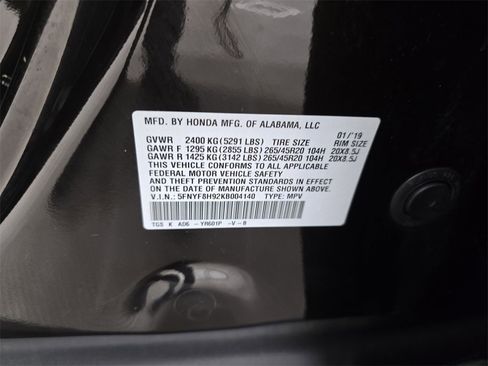 MFD. BY HONDA MFG. OF ALABAMA, LLC
01/'19
GVWR 2400 KG(5291 LBS) TIRE SIZE RIM SIZE
GAWR F 1295 KG(2855 LBS) 265/45R20 104H 20X8.5J
GAWR R 1425 KG(3142 LBS) 265/45R20 104H 20X8.5J
THIS VEHICLE CONFORMS TO ALL APPLICABLE
FEDERAL MOTOR VEHICLE SAFETY
AND THEFT PREVENTION STANDARDS IN EFFECT
ON THE DATE OF MANUFACTURE SHOWN ABOVE.
V.I.N.: 5FNYF8H92KB004140 TYPE: MPV
TGS K AD6 -YR601P -V-B